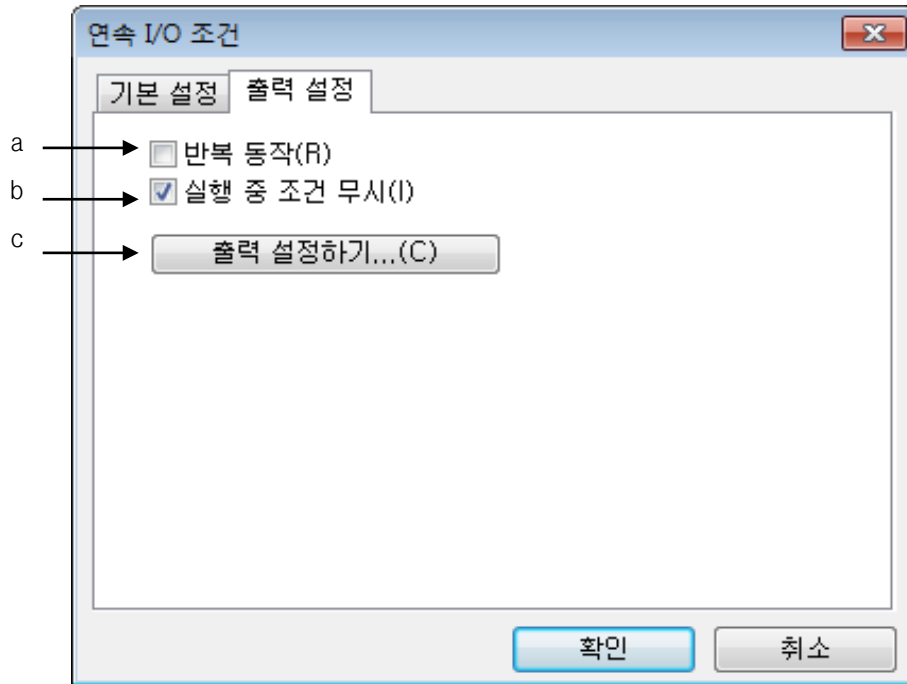 연속 I/O 조건
기본 설정 출력 설정
a 반복 동작(R)
b 실행 중 조건 무시(I)
c 출력 설정하기...(C)
확인 취소